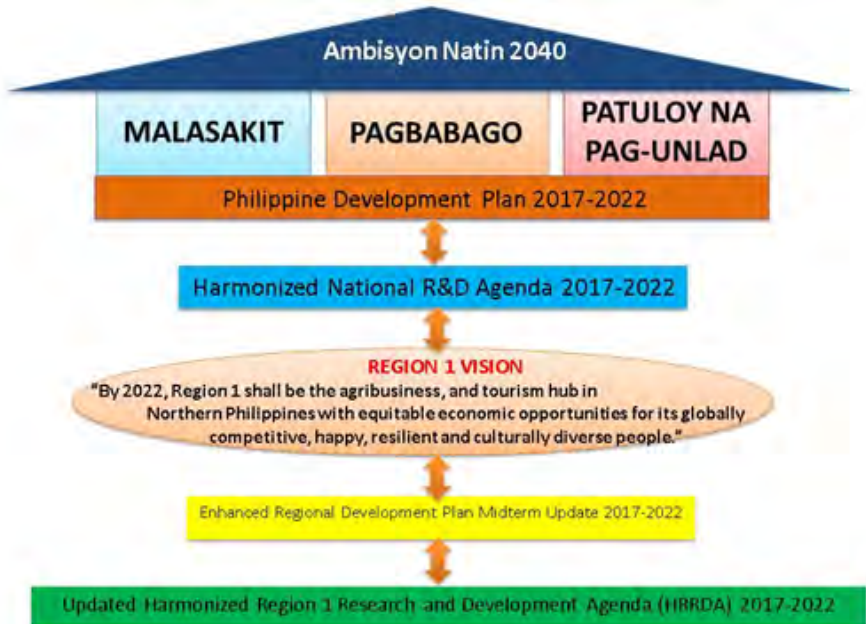 Ambisyon Natin 2040
MALASAKIT
PAGBABAGO
PATULOY NA
PAG-UNLAD
Philippine Development Plan 2017-2022
Harmonized National R&D Agenda 2017-2022
REGION 1 VISION
"By 2022, Region 1 shall be the agribusiness, and tourism hub in
Northern Philippines with equitable economic opportunities for its globally
competitive, happy, resilient and culturally diverse people."
Enhanced Regional Development Plan Midterm Update 2017-2022
Updated Harmonized Region 1 Research and Development Agenda (HRRDA) 2017-2022